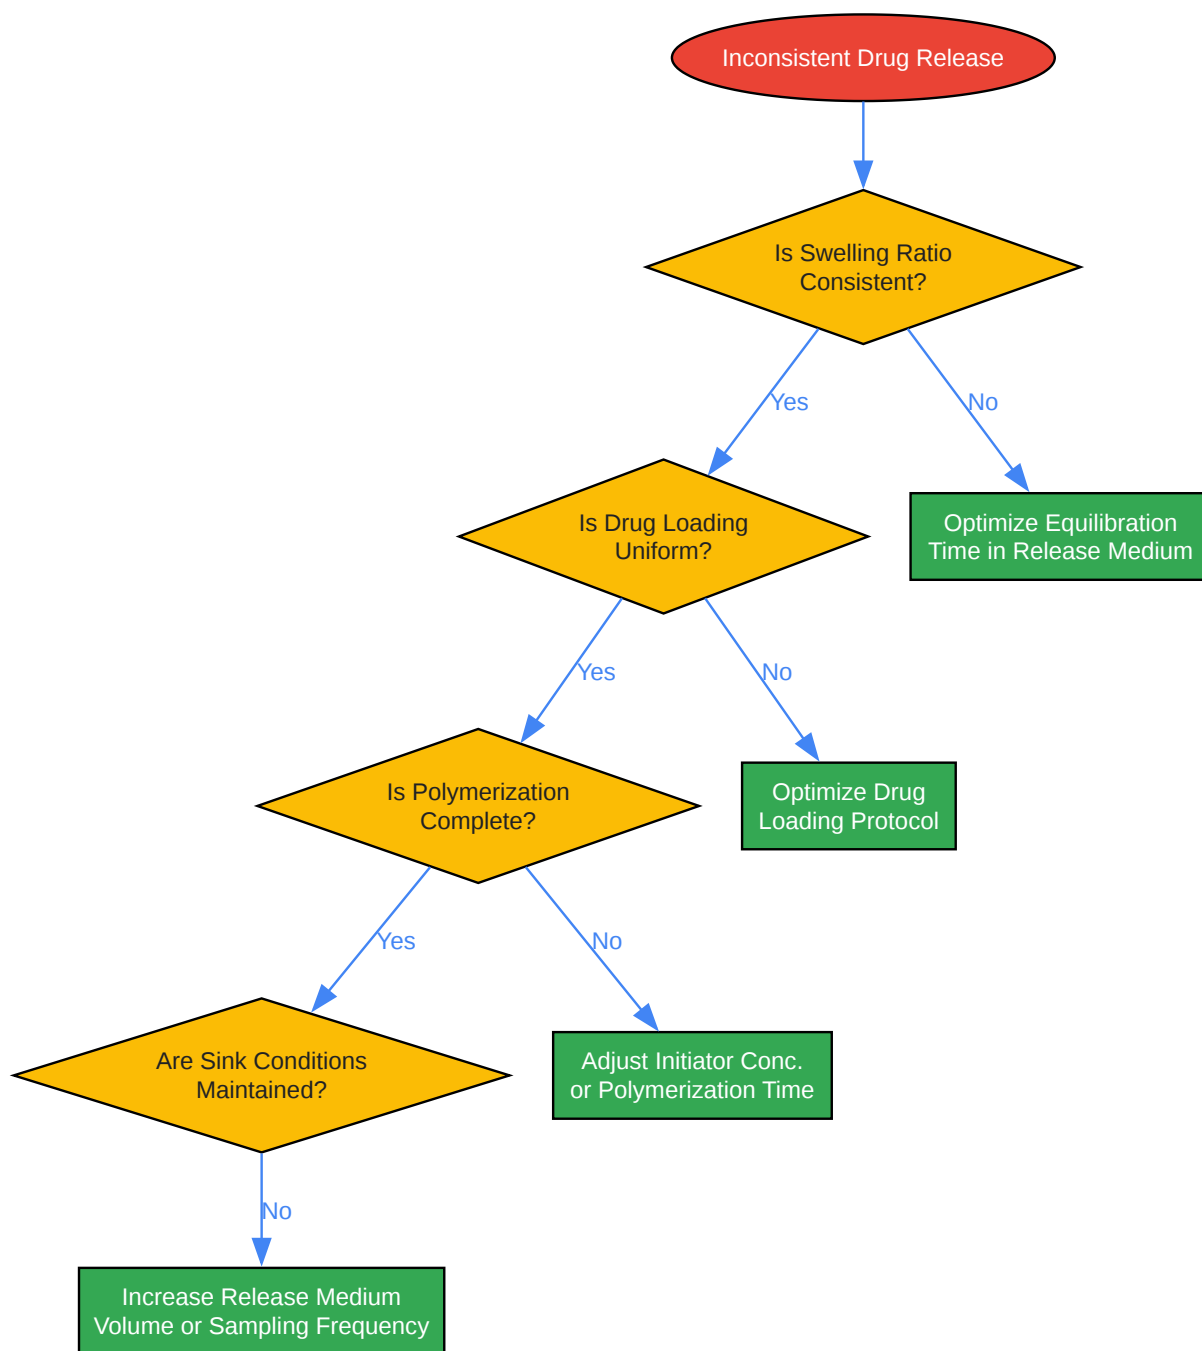 Inconsistent Drug Release
Is Swelling Ratio
Consistent?
Yes
No
Is Drug Loading
Uniform?
Optimize Equilibration
Time in Release Medium
Yes
No
Is Polymerization
Complete?
Optimize Drug
Loading Protocol
Yes
No
Are Sink Conditions
Maintained?
Adjust Initiator Conc.
or Polymerization Time
No
Increase Release Medium
Volume or Sampling Frequency